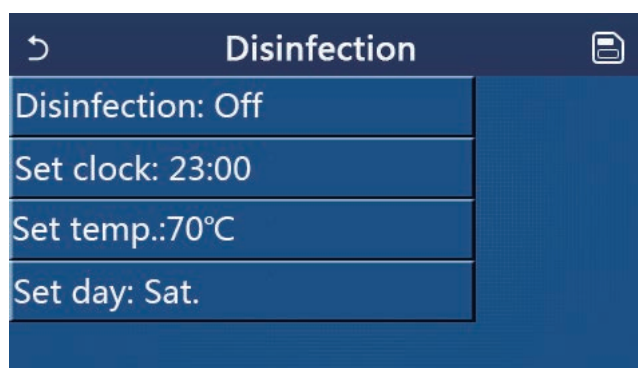 Disinfection
Disinfection: Off
Set clock: 23:00
Set temp.:70℃
Set day: Sat.